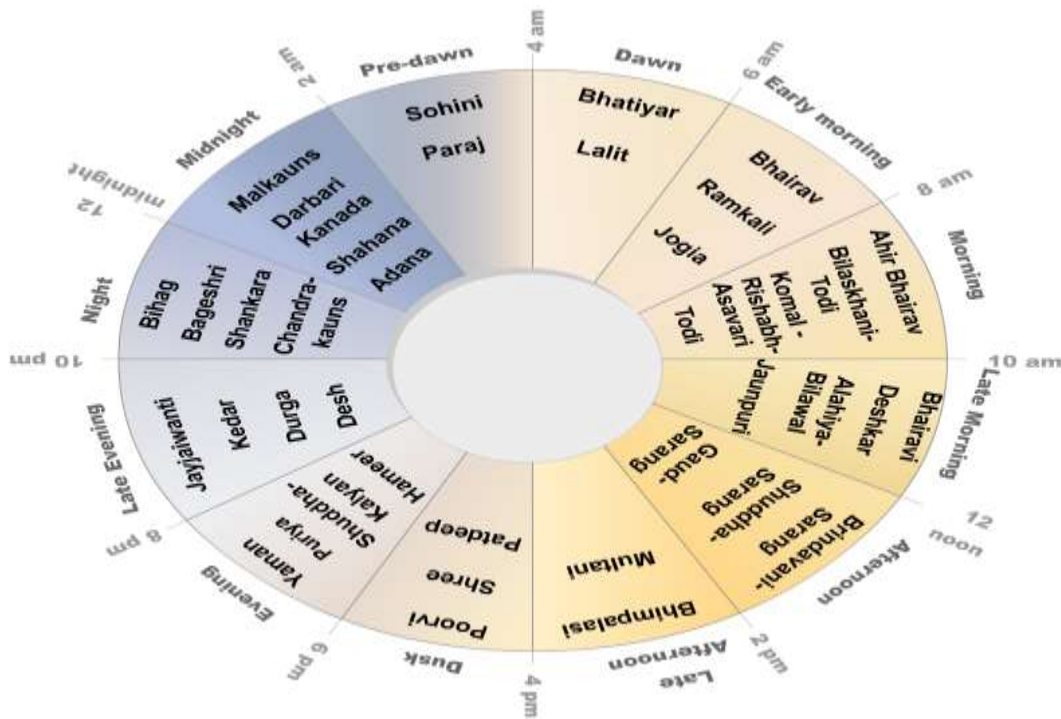 4 am
Dawn
Bhatiyar
Lalit
6 am
Early morning
Bhairav
Ramkali
Jogia
8 am
Morning
Ahir Bhairav
Bilaskhani-
Todi
Komal -
Rishabh-
Asavari
Todi
10 am
Late Morning
Bhairavi
Deshkar
Alahiya-
Bilawal
Jaunpuri
12
noon
Afternoon
Brindavani-
Sarang
Shuddha-
Sarang
Gaud-
Sarang
2 pm
Late
Afternoon
Bhimpalasi
Multani
4 pm
Dusk
Poorvi
Shree
Patdeep
6 pm
Evening
Yaman
Puriya
Shuddha-
Kalyan
Hameer
8 pm
Late Evening
Jayjaiwanti
Kedar
Durga
Desh
10 pm
Night
Bihag
Bageshri
Shankara
Chandra-
kauns
12
midnight
Midnight
Malkauns
Darbari
Kanada
Shahana
Adana
2 am
Pre-dawn
Sohini
Paraj